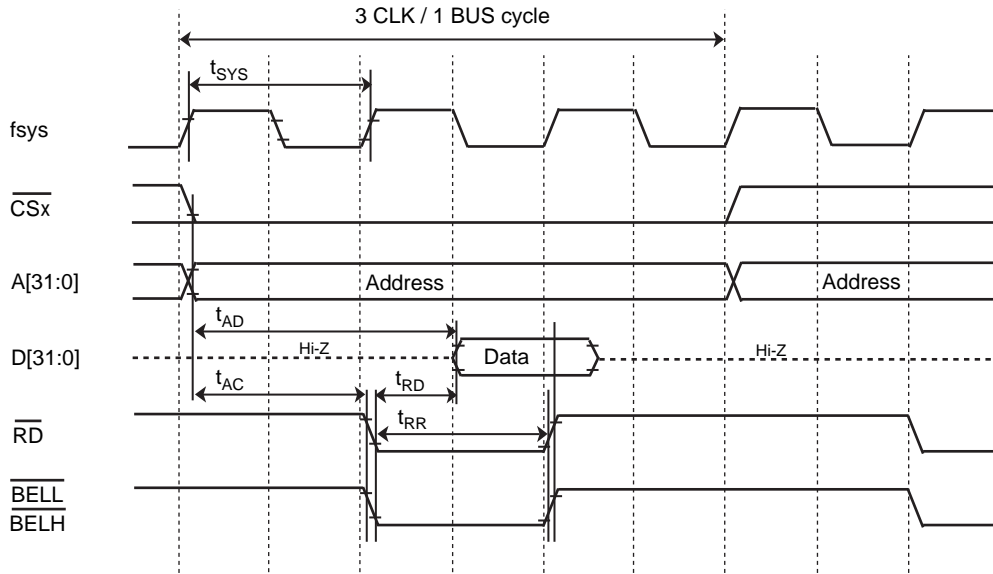 3 CLK / 1 BUS cycle
tSYS
fsys
CSx
A[31:0]
Address
Address
tAD
D[31:0]
Hi-Z
Data
Hi-Z
tAC
tRD
RD
tRR
BELL
BELH